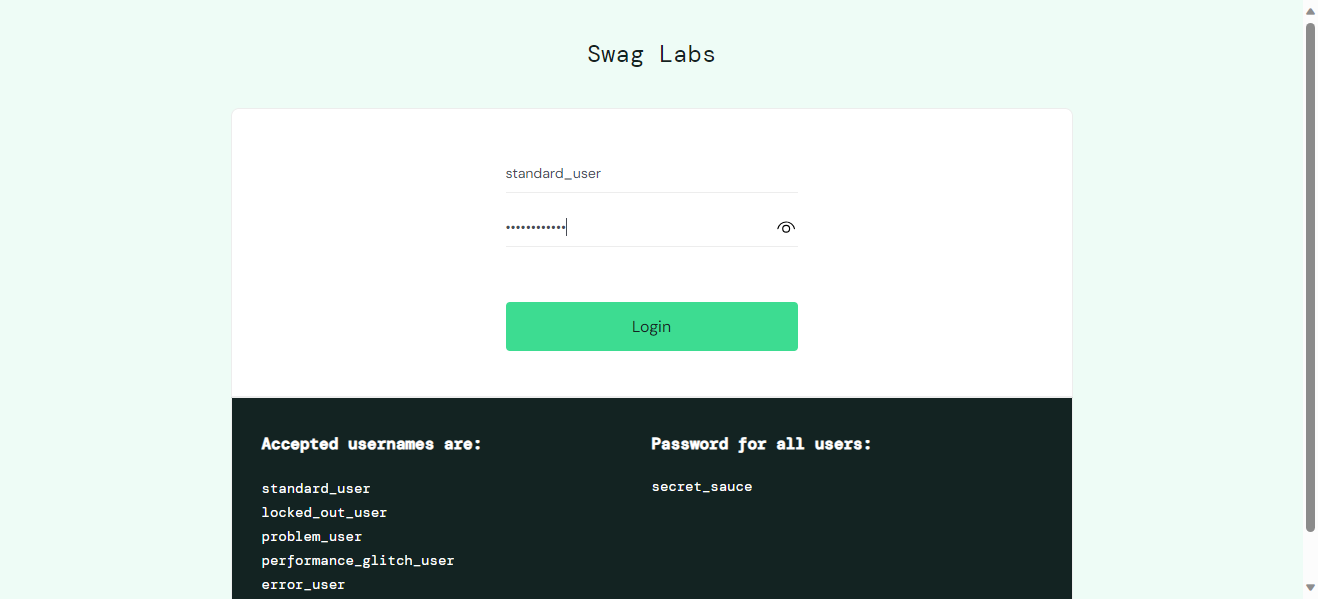 Swag Labs
standard_user
••••••••••••
Login
Accepted usernames are:
standard_user
locked_out_user
problem_user
performance_glitch_user
error_user
Password for all users:
secret_sauce